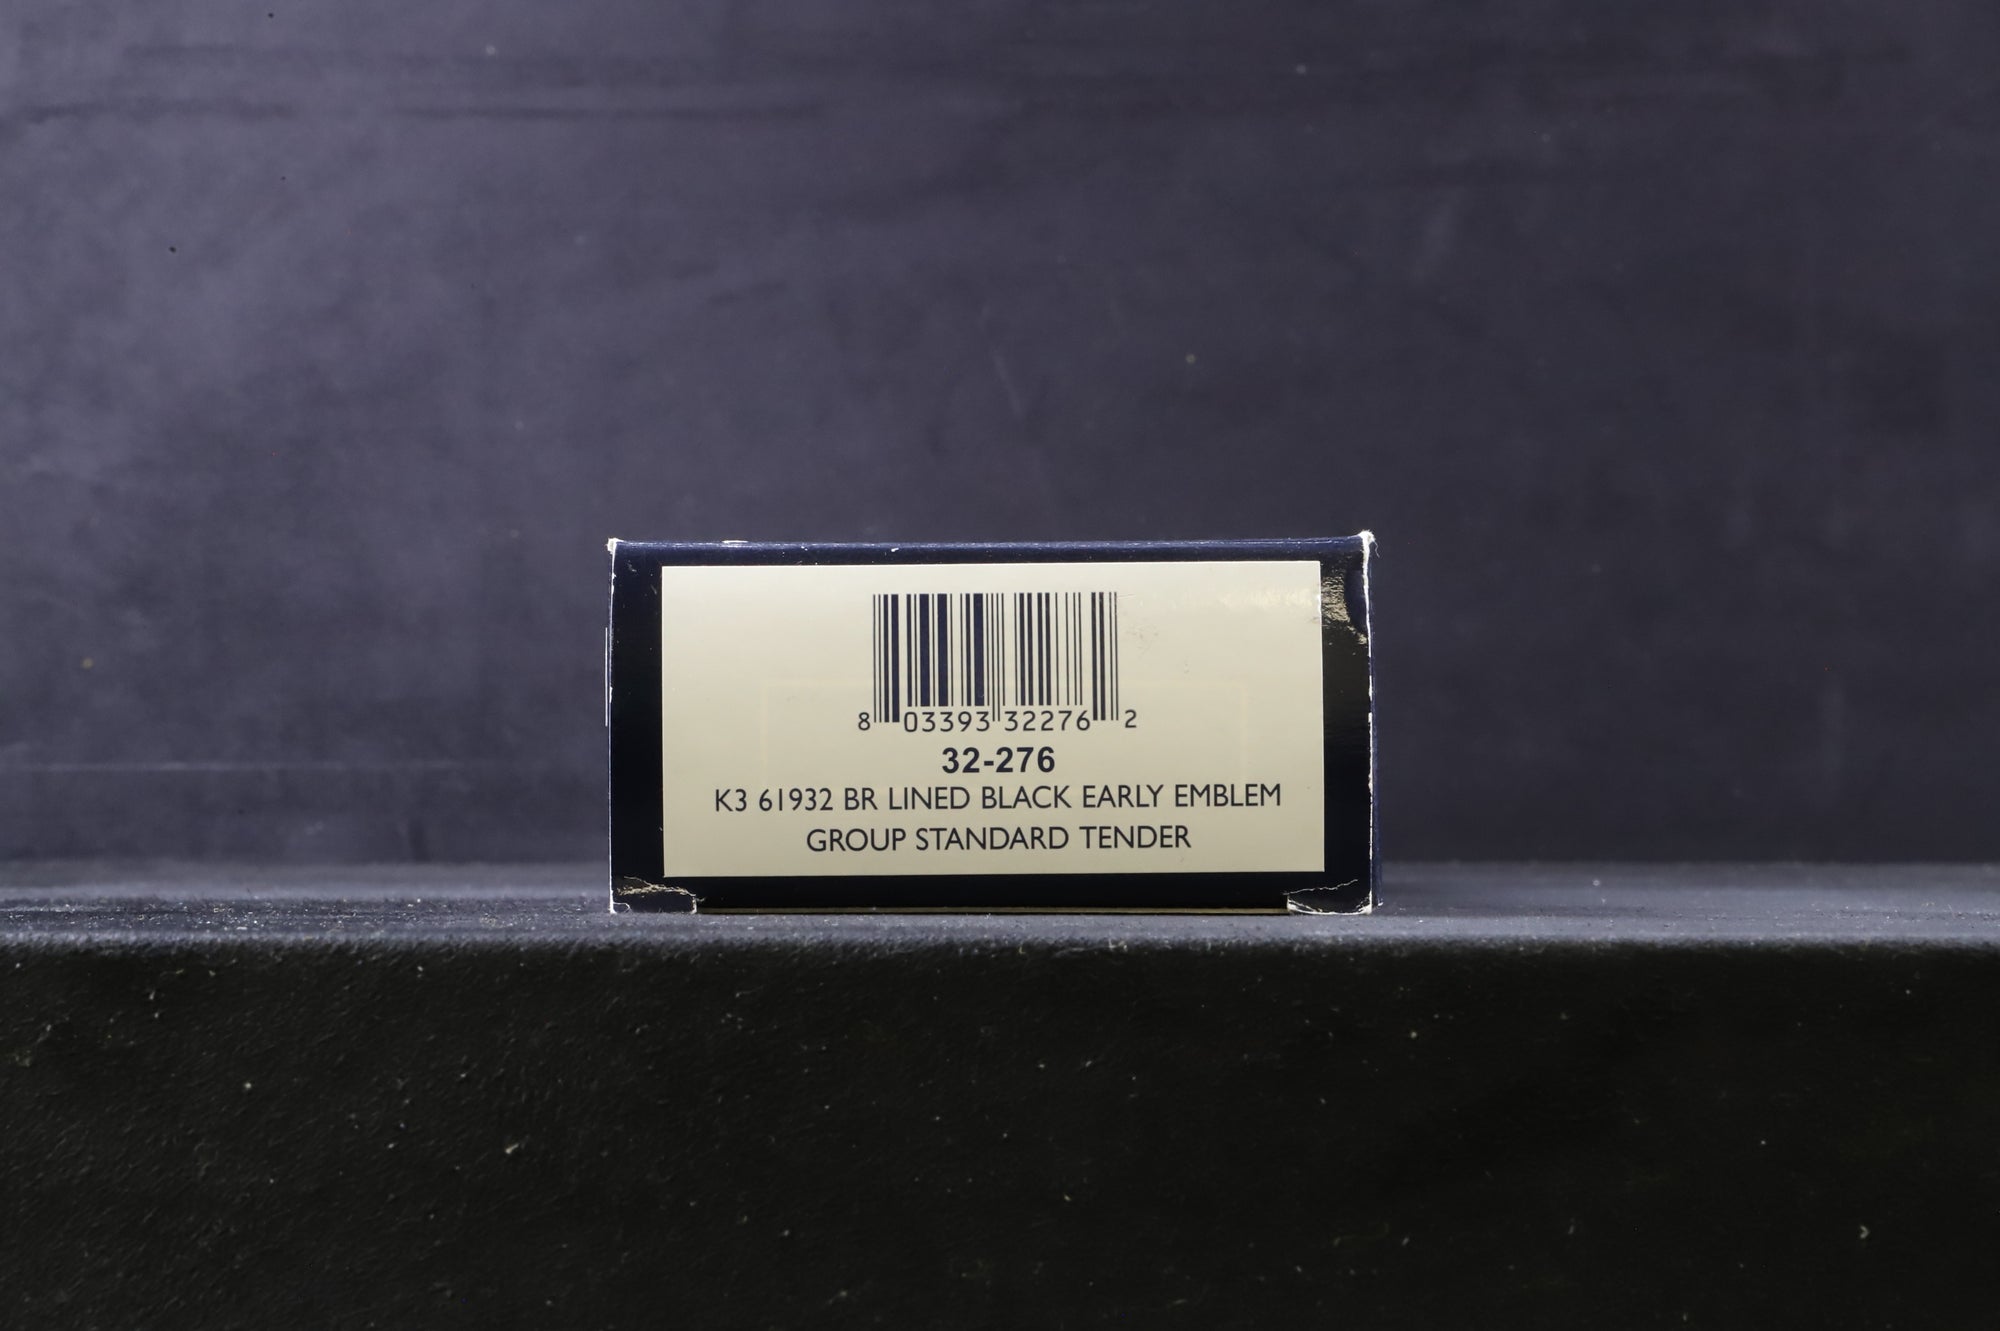 8 03393 32276 2
32-276
K3 61932 BR LINED BLACK EARLY EMBLEM
GROUP STANDARD TENDER